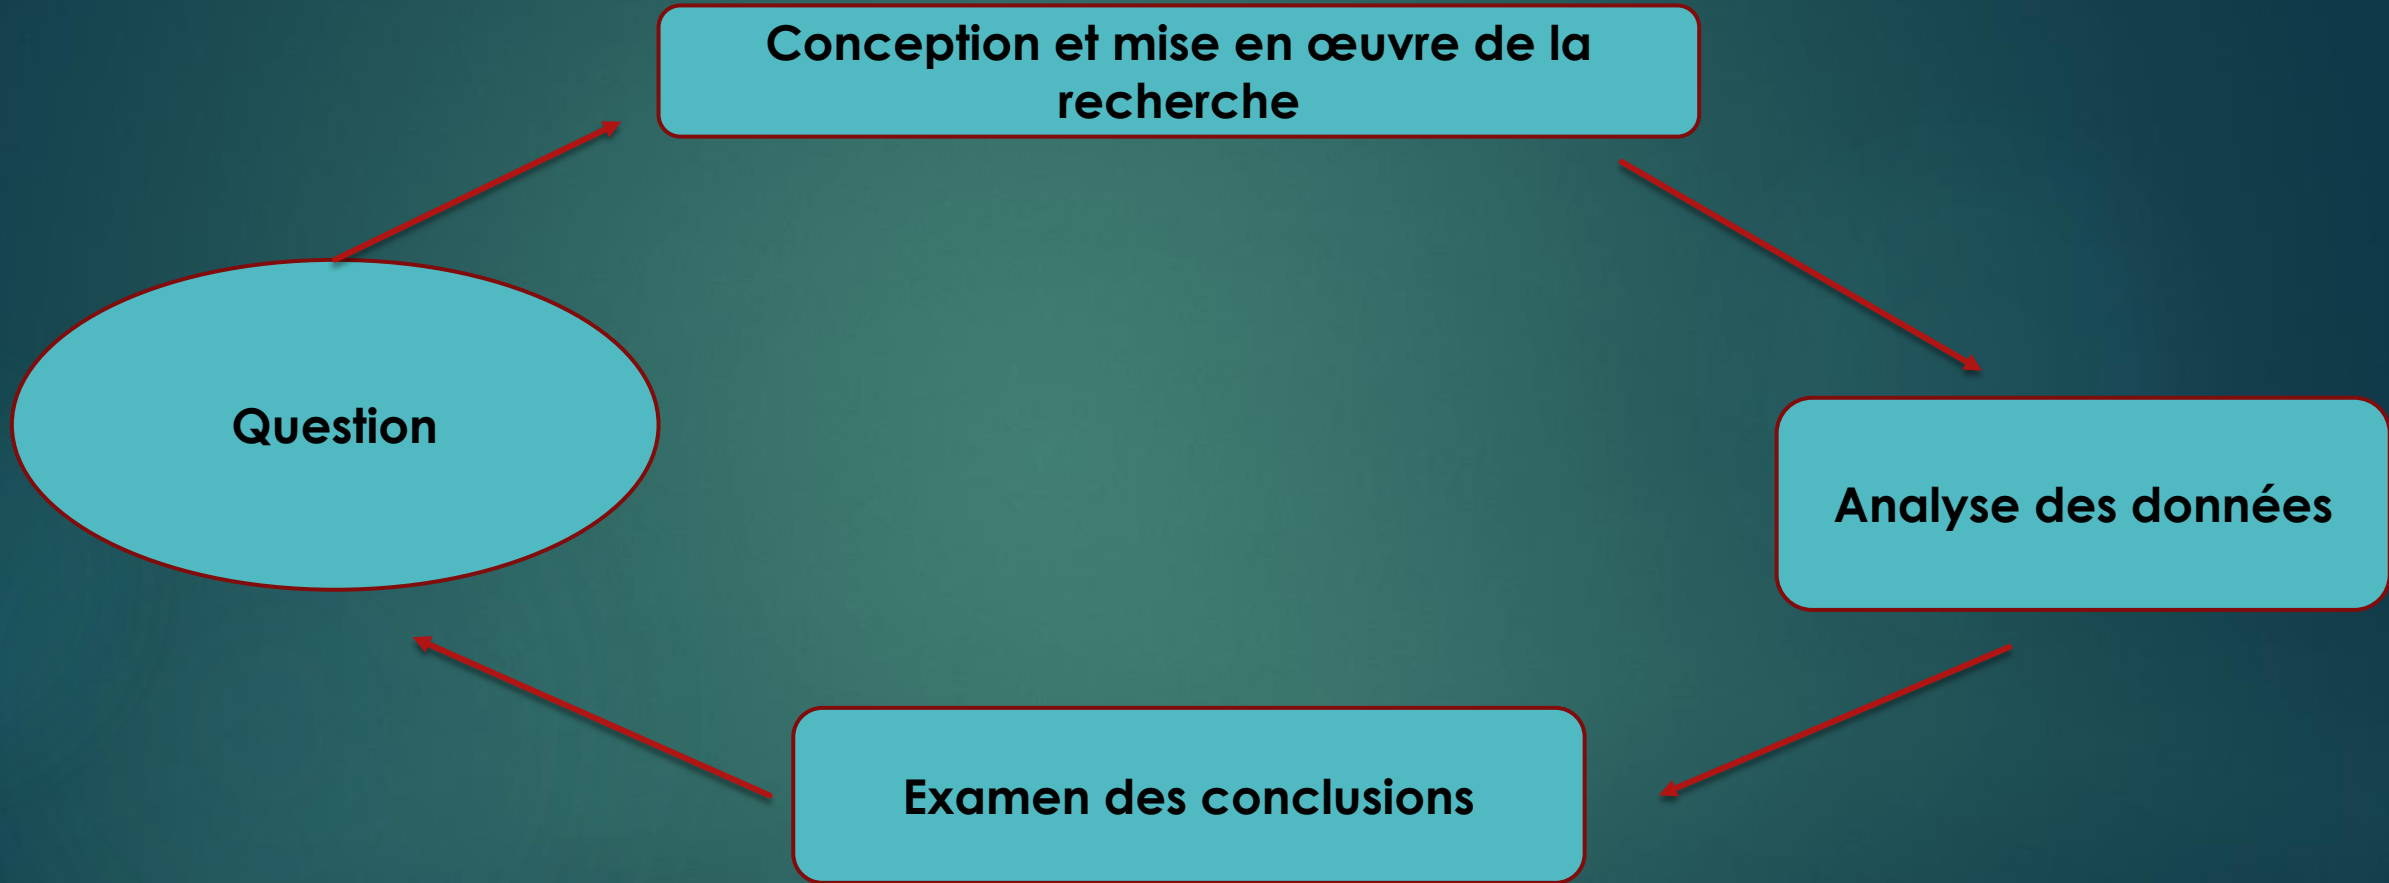 Conception et mise en œuvre de la
recherche
Question
Analyse des données
Examen des conclusions